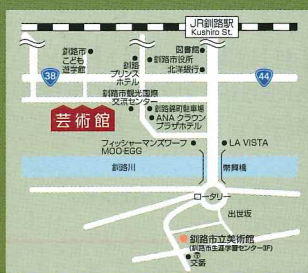 JR釧路駅
Kushiro St.
釧路市
こども
遊学館
釧路
プリンス
ホテル
図書館
釧路市役所
北洋銀行
38
44
釧路市観光国際
交流センター
釧路錦町駐車場
ANA クラウン
プラザホテル
芸術館
フィッシャーマンズワーフ
MOO・EGG
LA VISTA
釧路川
幣舞橋
ロータリー
出世坂
釧路市立美術館
(釧路市生涯学習センター3F)
交番